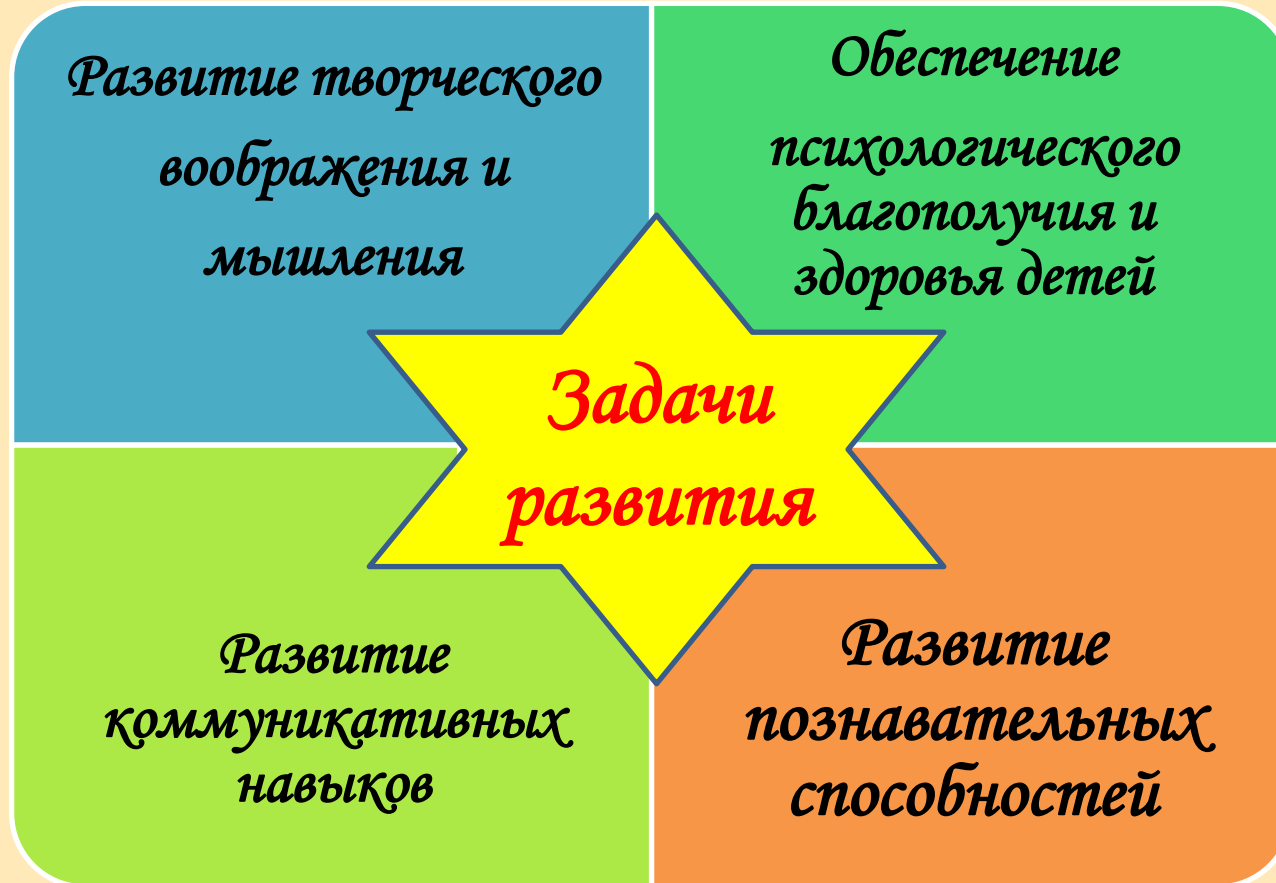 Развитие творческого
воображения и
мышления
Обеспечение
психологического
благополучия и
здоровья детей
Задачи
развития
Развитие
коммуникативных
навыков
Развитие
познавательных
способностей